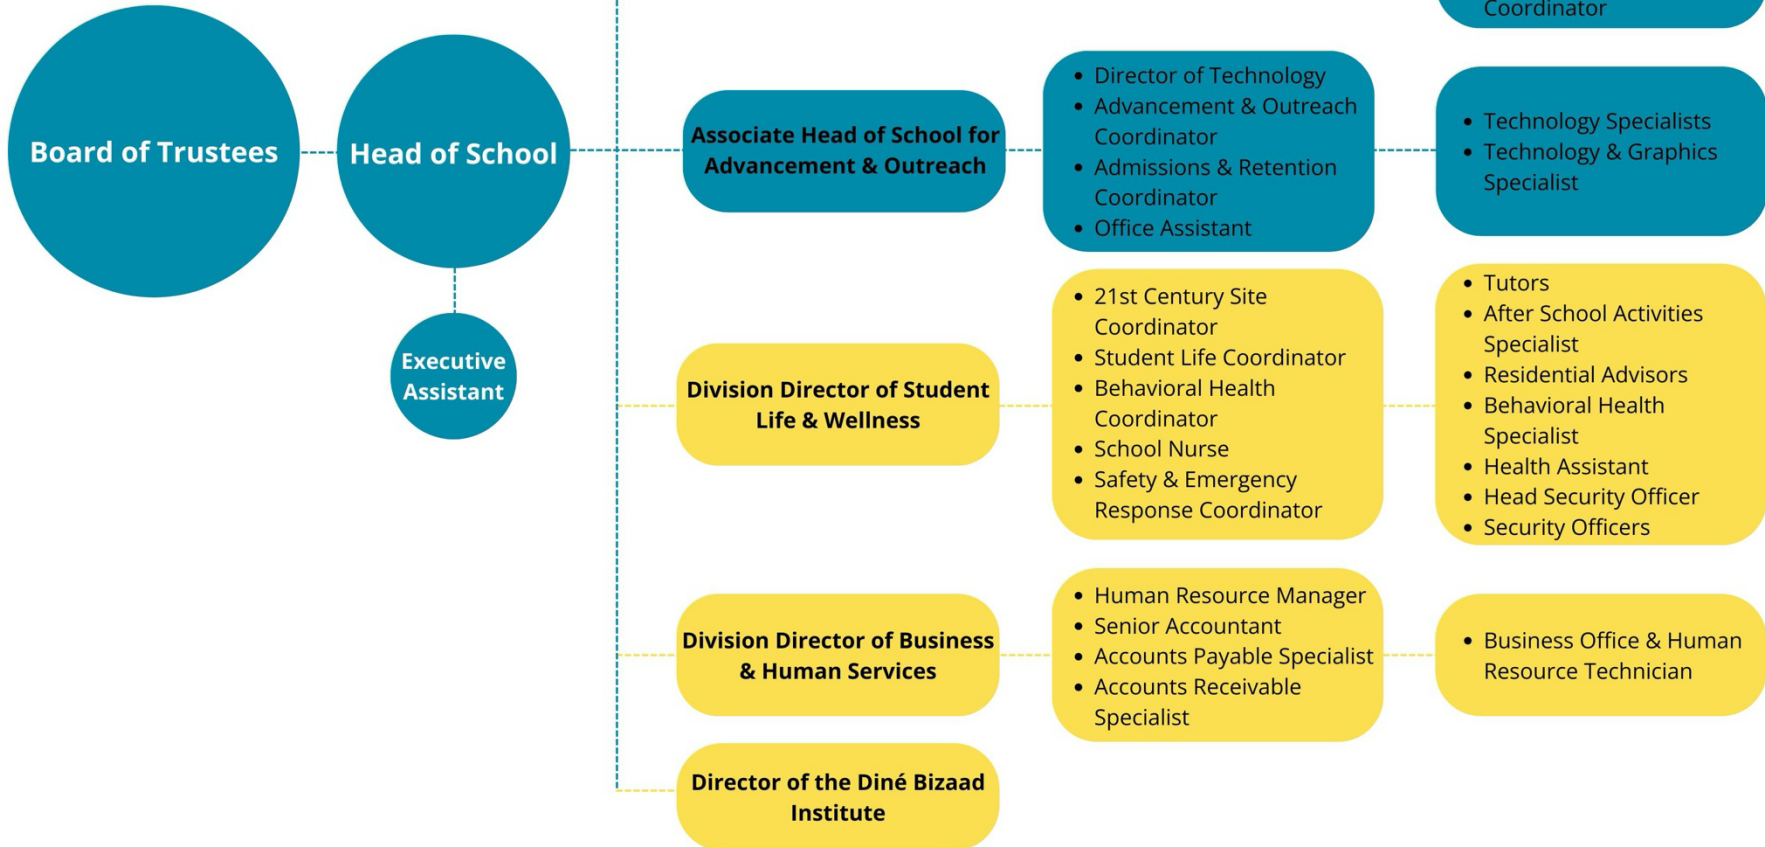 Coordinator
Board of Trustees
Head of School
Executive
Assistant
Associate Head of School for
Advancement & Outreach
• Director of Technology
• Advancement & Outreach
Coordinator
• Admissions & Retention
Coordinator
• Office Assistant
• Technology Specialists
• Technology & Graphics
Specialist
Division Director of Student
Life & Wellness
• 21st Century Site
Coordinator
• Student Life Coordinator
• Behavioral Health
Coordinator
• School Nurse
• Safety & Emergency
Response Coordinator
• Tutors
• After School Activities
Specialist
• Residential Advisors
• Behavioral Health
Specialist
• Health Assistant
• Head Security Officer
• Security Officers
Division Director of Business
& Human Services
• Human Resource Manager
• Senior Accountant
• Accounts Payable Specialist
• Accounts Receivable
Specialist
• Business Office & Human
Resource Technician
Director of the Diné Bizaad
Institute